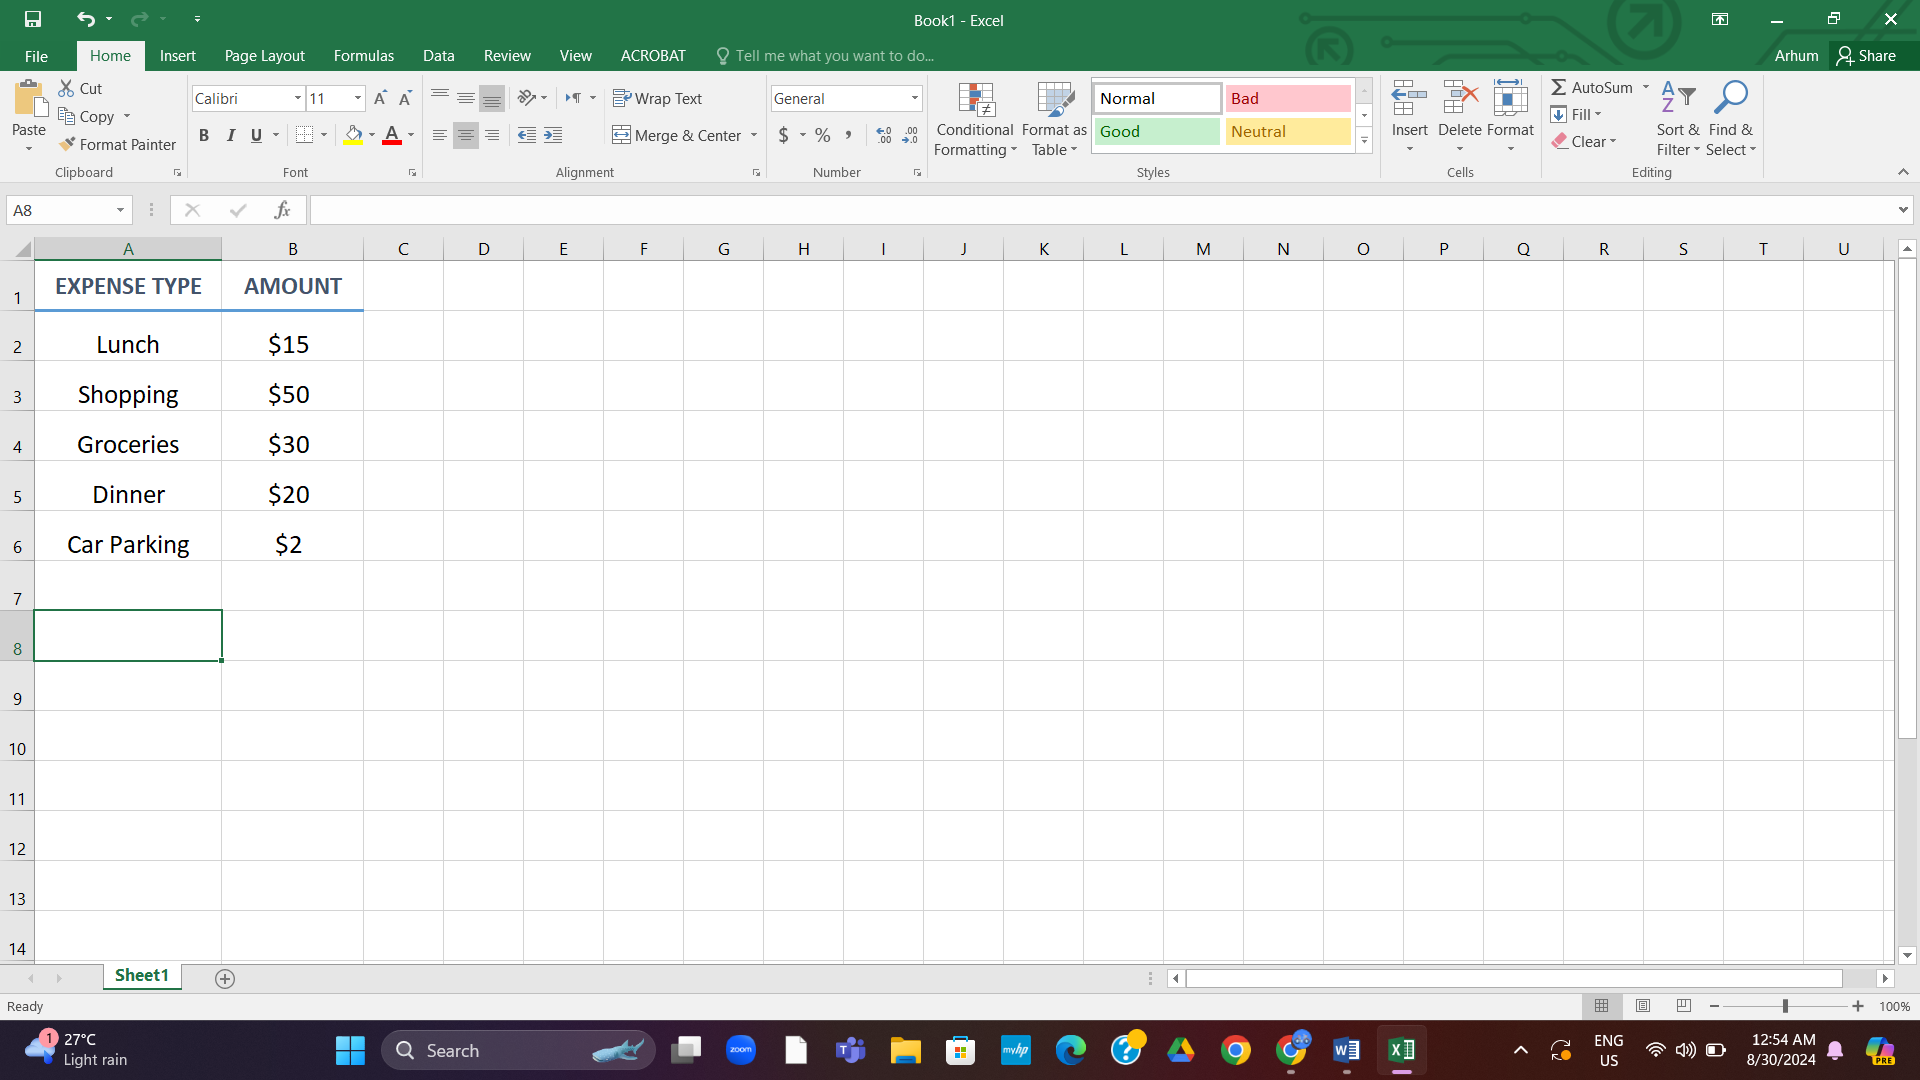 Book1 - Excel
File Home Insert Page Layout Formulas Data Review View ACROBAT Tell me what you want to do... Arhum Share
Paste
Cut
Copy
Format Painter
Clipboard
Calibri 11
B I U A
Font
Wrap Text
Merge & Center
Alignment
General
$ % ,
Number
Conditional Formatting
Format as Table
Normal Bad
Good Neutral
Styles
Insert Delete Format
Cells
AutoSum
Fill
Clear
Sort & Filter
Find & Select
Editing
A8 fx
A B C D E F G H I J K L M N O P Q R S T U
1 EXPENSE TYPE AMOUNT
2 Lunch $15
3 Shopping $50
4 Groceries $30
5 Dinner $20
6 Car Parking $2
7
8
9
10
11
12
13
14
Sheet1
Ready 100%
1 27°C
Light rain
Search
zoom
myhp
ENG
US
12:54 AM
8/30/2024
PRE